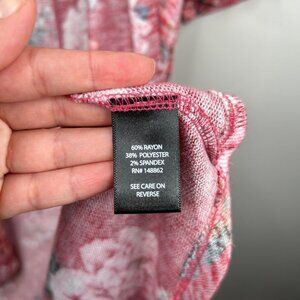 60% RAYON
38% POLYESTER
2% SPANDEX
RN# 148862
SEE CARE ON
REVERSE